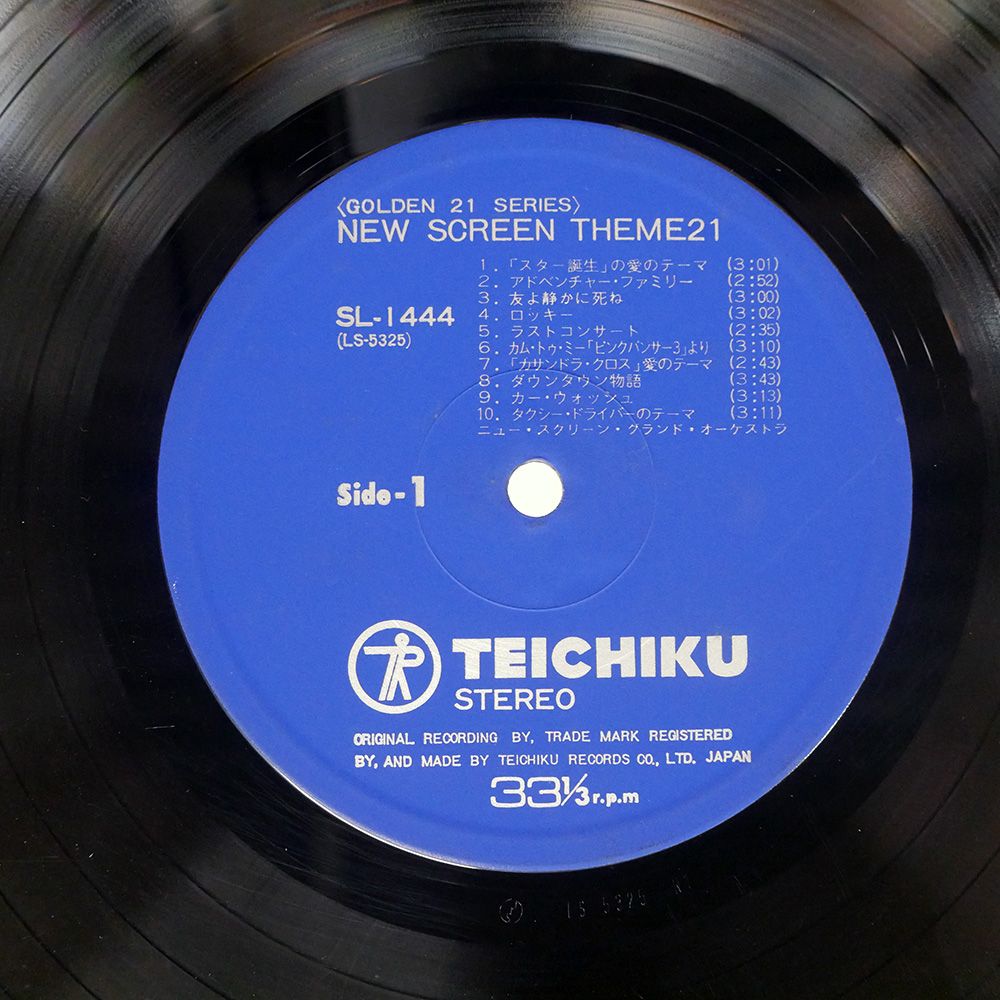 〈GOLDEN 21 SERIES〉
NEW SCREEN THEME21
1. 「スター誕生」の愛のテーマ (3:01)
2. アドベンチャー・ファミリー (2:52)
3. 友よ静かに死ね (3:00)
4. ロッキー (3:02)
5. ラストコンサート (2:35)
6. カム・トゥ・ミー「ピンクパンサー3」より (3:10)
7. 「カサンドラ・クロス」愛のテーマ (2:43)
8. ダウンタウン物語 (3:43)
9. カー・ウォッシュ (3:13)
10. タクシー・ドライバーのテーマ (3:11)
ニュー・スクリーン・グランド・オーケストラ
SL-1444
(LS-5325)
Side-1
TEICHIKU
STEREO
ORIGINAL RECORDING BY, TRADE MARK REGISTERED
BY, AND MADE BY TEICHIKU RECORDS CO., LTD. JAPAN
33⅓ r.p.m
LS 5325